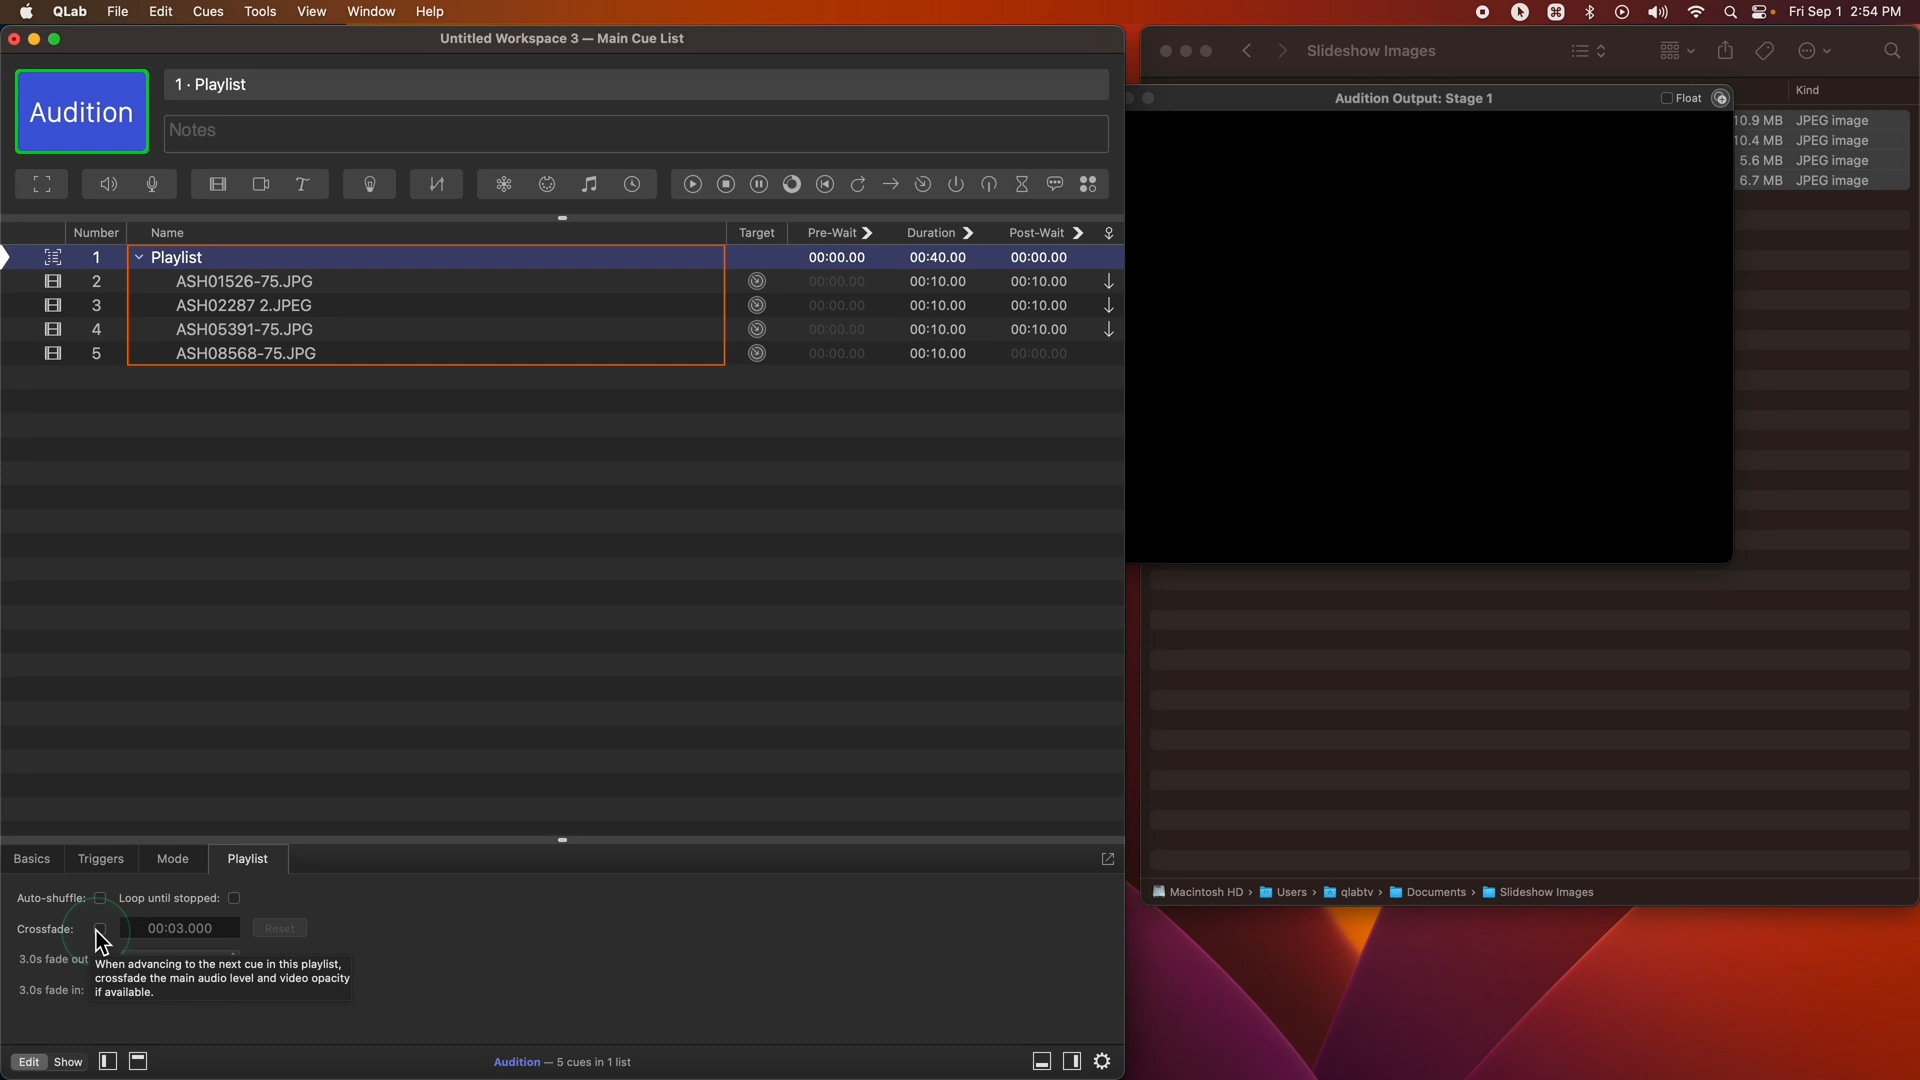 QLab File Edit Cues Tools View Window Help Fri Sep 1 2:54 PM
Untitled Workspace 3 — Main Cue List
Slideshow Images
Audition
1 · Playlist
Notes
Audition Output: Stage 1 Float
Kind
10.9 MB JPEG image
10.4 MB JPEG image
5.6 MB JPEG image
6.7 MB JPEG image
Number Name Target Pre-Wait Duration Post-Wait
1 Playlist 00:00.00 00:40.00 00:00.00
2 ASH01526-75.JPG 00:00.00 00:10.00 00:10.00
3 ASH02287 2.JPEG 00:00.00 00:10.00 00:10.00
4 ASH05391-75.JPG 00:00.00 00:10.00 00:10.00
5 ASH08568-75.JPG 00:00.00 00:10.00 00:00.00
Basics Triggers Mode Playlist
Auto-shuffle: Loop until stopped:
Crossfade: 00:03.000 Reset
3.0s fade out
3.0s fade in:
When advancing to the next cue in this playlist,
crossfade the main audio level and video opacity
if available.
Macintosh HD › Users › qlabtv › Documents › Slideshow Images
Edit Show Audition — 5 cues in 1 list